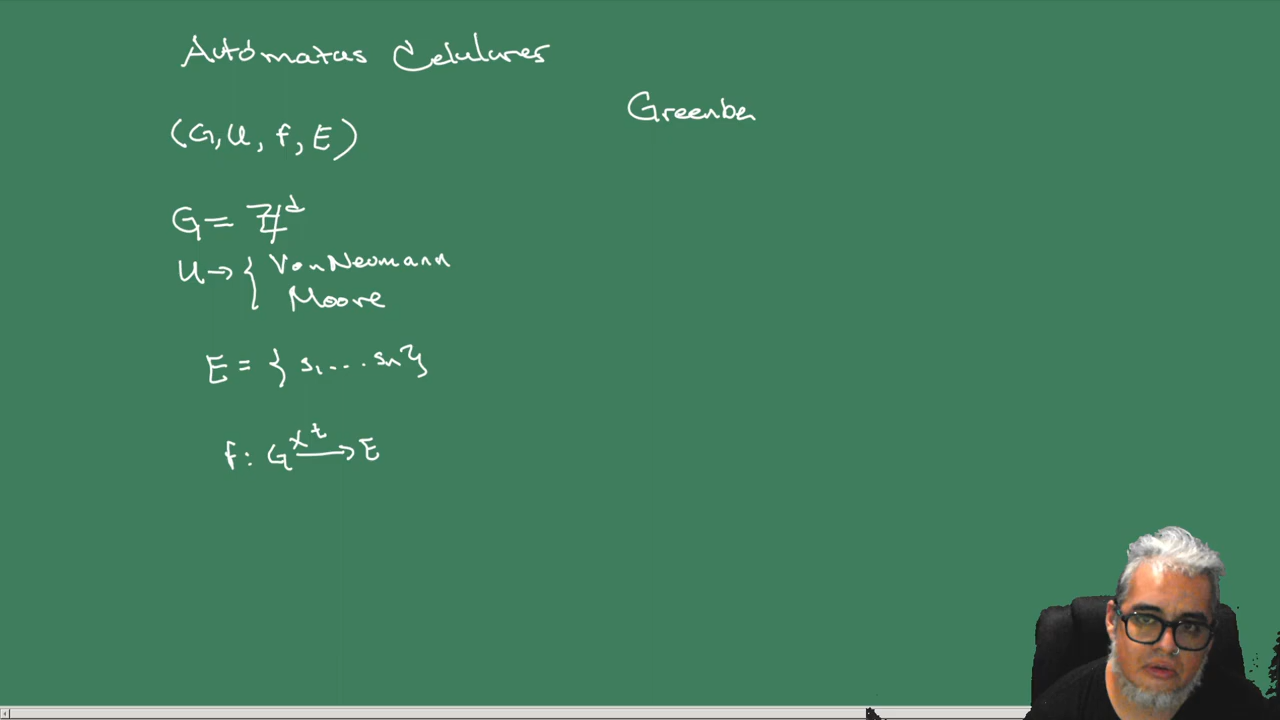 Autómatas Celulares
Greenbe
(G, U, f, E)
G = ℤ^d
U → { Von Neumann
Moore
E = { s₁ ... sₙ }
f: G^{x t} → E